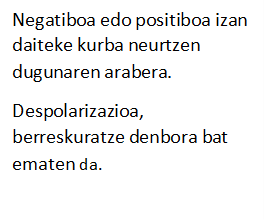 Negatiboa edo positiboa izan
daiteke kurba neurtzen
dugunaren arabera.
Despolarizazioa,
berreskuratze denbora bat
ematen da.